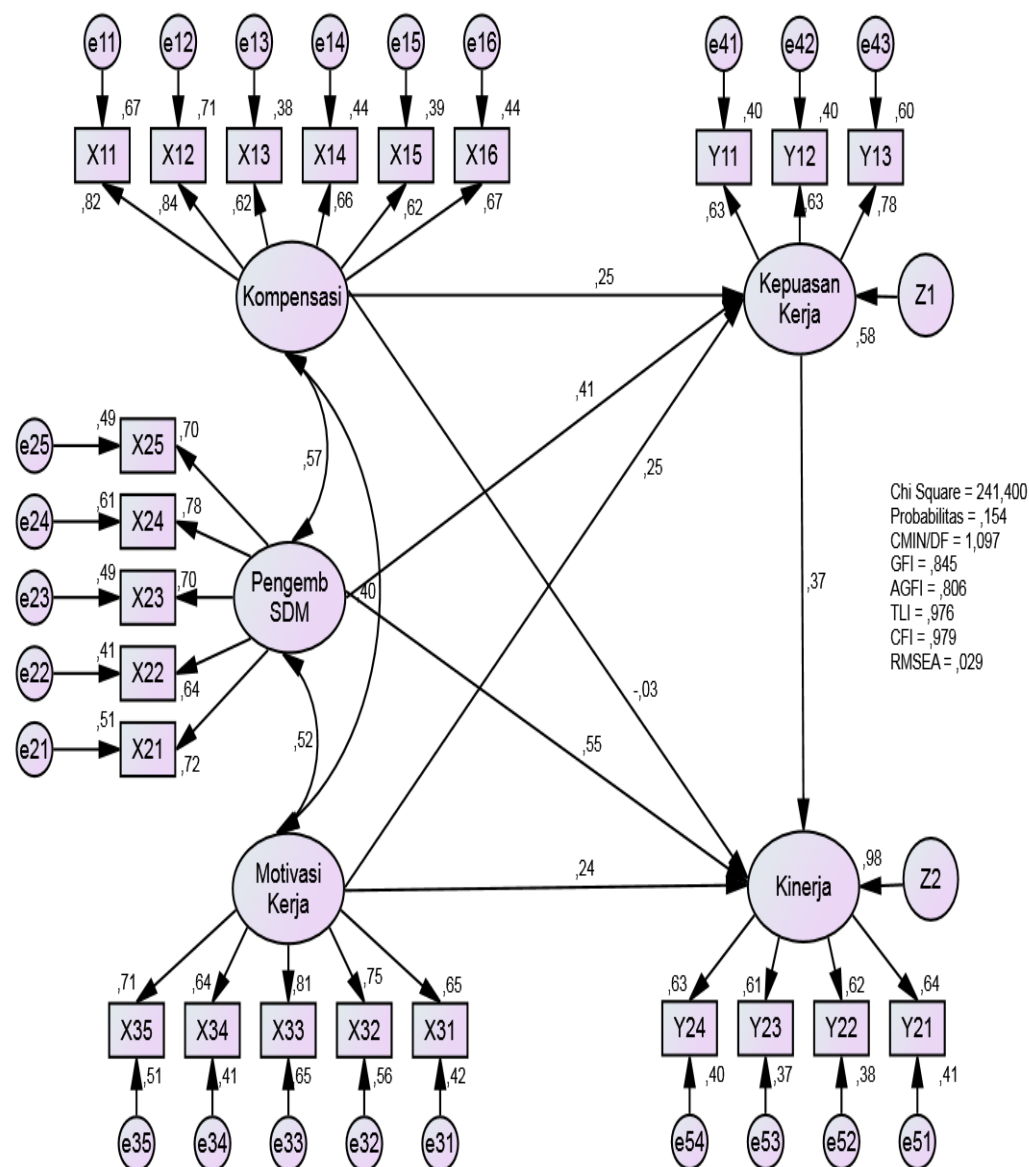 e11 e12 e13 e14 e15 e16
,67 ,71 ,38 ,44 ,39 ,44
X11 X12 X13 X14 X15 X16
,82 ,84 ,62 ,66 ,62 ,67
Kompensasi
e41 e42 e43
,40 ,40 ,60
Y11 Y12 Y13
,63 ,63 ,78
Kepuasan
Kerja
Z1
,58
,25
,41
,25
,57
,40
,37
e25 ,49 X25 ,70
e24 ,61 X24 ,78
e23 ,49 X23 ,70
e22 ,41 X22 ,64
e21 ,51 X21 ,72
Pengemb
SDM
Chi Square = 241,400
Probabilitas = ,154
CMIN/DF = 1,097
GFI = ,845
AGFI = ,806
TLI = ,976
CFI = ,979
RMSEA = ,029
-,03
,55
,52
,24
Motivasi
Kerja
,71 ,64 ,81 ,75 ,65
X35 X34 X33 X32 X31
,51 ,41 ,65 ,56 ,42
e35 e34 e33 e32 e31
Kinerja
,98
Z2
,63 ,61 ,62 ,64
Y24 Y23 Y22 Y21
,40 ,37 ,38 ,41
e54 e53 e52 e51